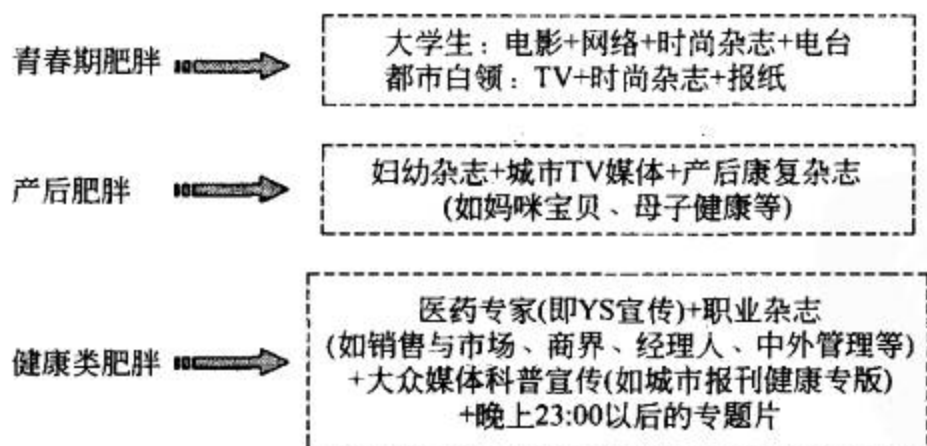 青春期肥胖
大学生：电影+网络+时尚杂志+电台
都市白领：TV+时尚杂志+报纸
产后肥胖
妇幼杂志+城市TV媒体+产后康复杂志
(如妈咪宝贝、母子健康等)
健康类肥胖
医药专家(即YS宣传)+职业杂志
(如销售与市场、商界、经理人、中外管理等)
+大众媒体科普宣传(如城市报刊健康专版)
+晚上23:00以后的专题片